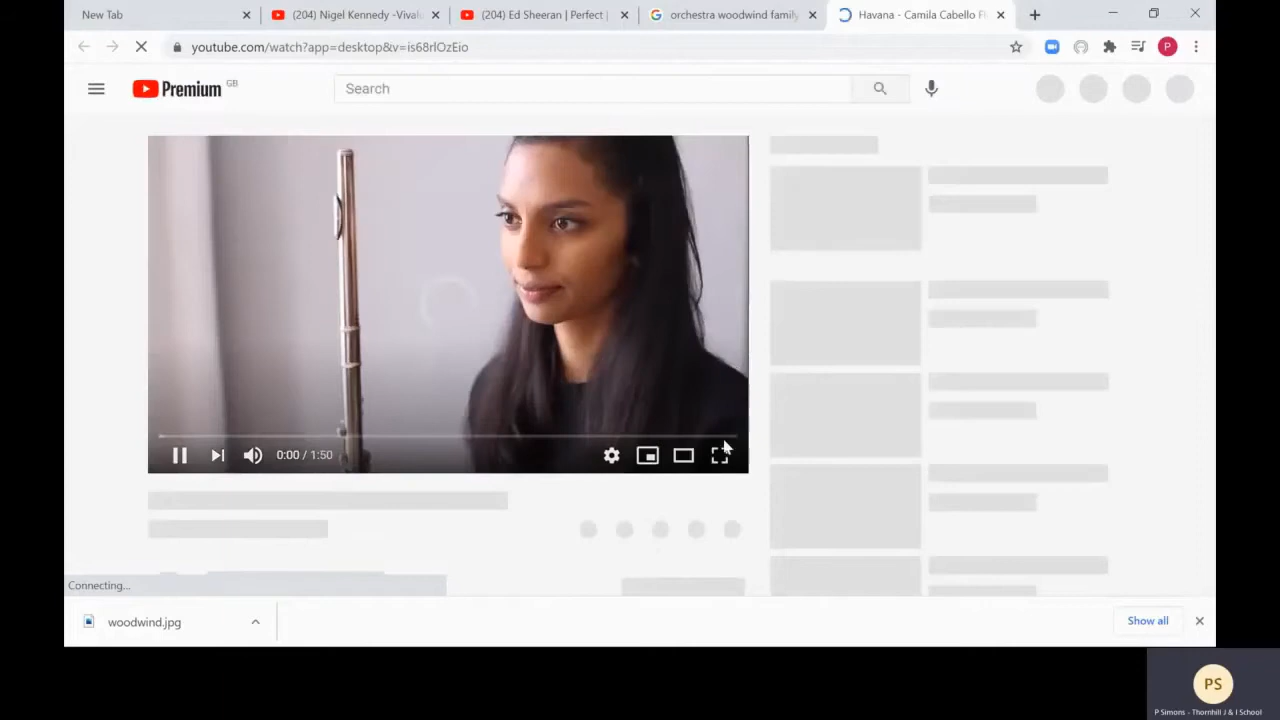 New Tab
(204) Nigel Kennedy -Vival
(204) Ed Sheeran | Perfect |
orchestra woodwind family
Havana - Camila Cabello Fl
youtube.com/watch?app=desktop&v=is68rlOzEio
P
Premium GB
Search
0:00 / 1:50
Connecting...
woodwind.jpg
Show all
PS
P Simons - Thornhill J & I School